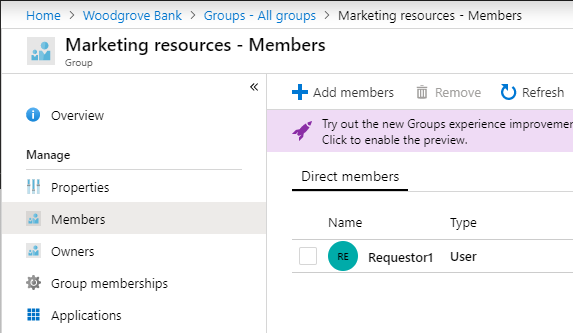 Home > Woodgrove Bank > Groups - All groups > Marketing resources - Members
Marketing resources - Members
Group
«
Add members Remove Refresh
Overview
Try out the new Groups experience improveme
Click to enable the preview.
Manage
Properties
Members
Owners
Group memberships
Applications
Direct members
Name Type
RE Requestor1 User